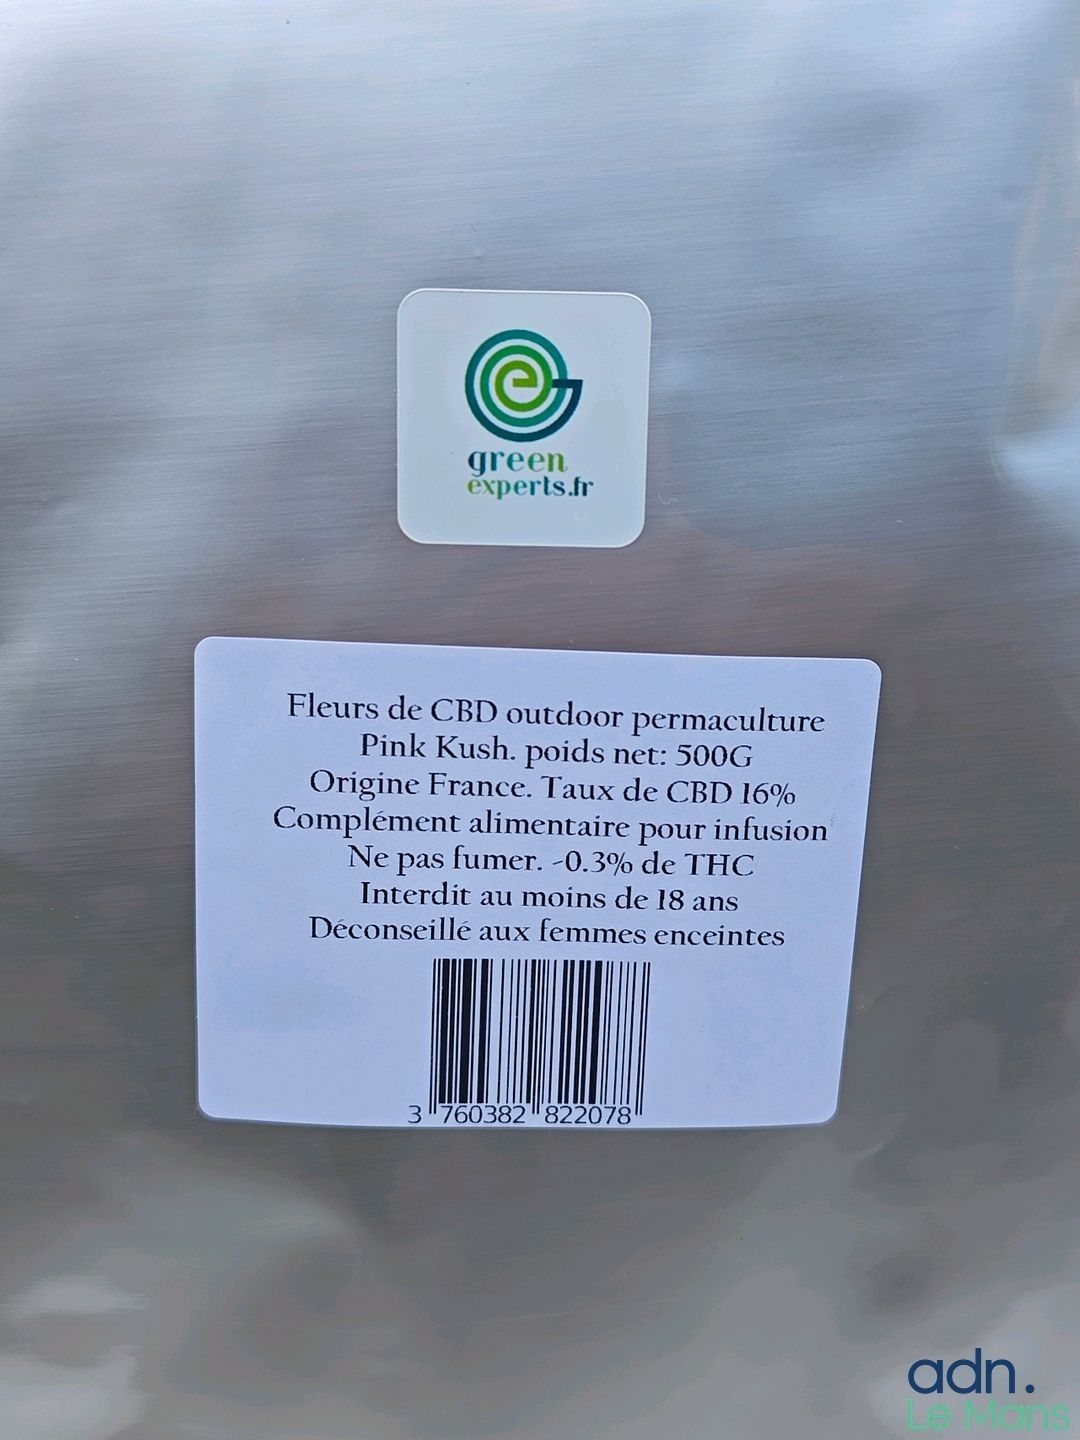 green
experts.fr
Fleurs de CBD outdoor permaculture
Pink Kush. poids net: 500G
Origine France. Taux de CBD 16%
Complément alimentaire pour infusion
Ne pas fumer. -0.3% de THC
Interdit au moins de 18 ans
Déconseillé aux femmes enceintes
3 760382 822078
adn.
Le Mans